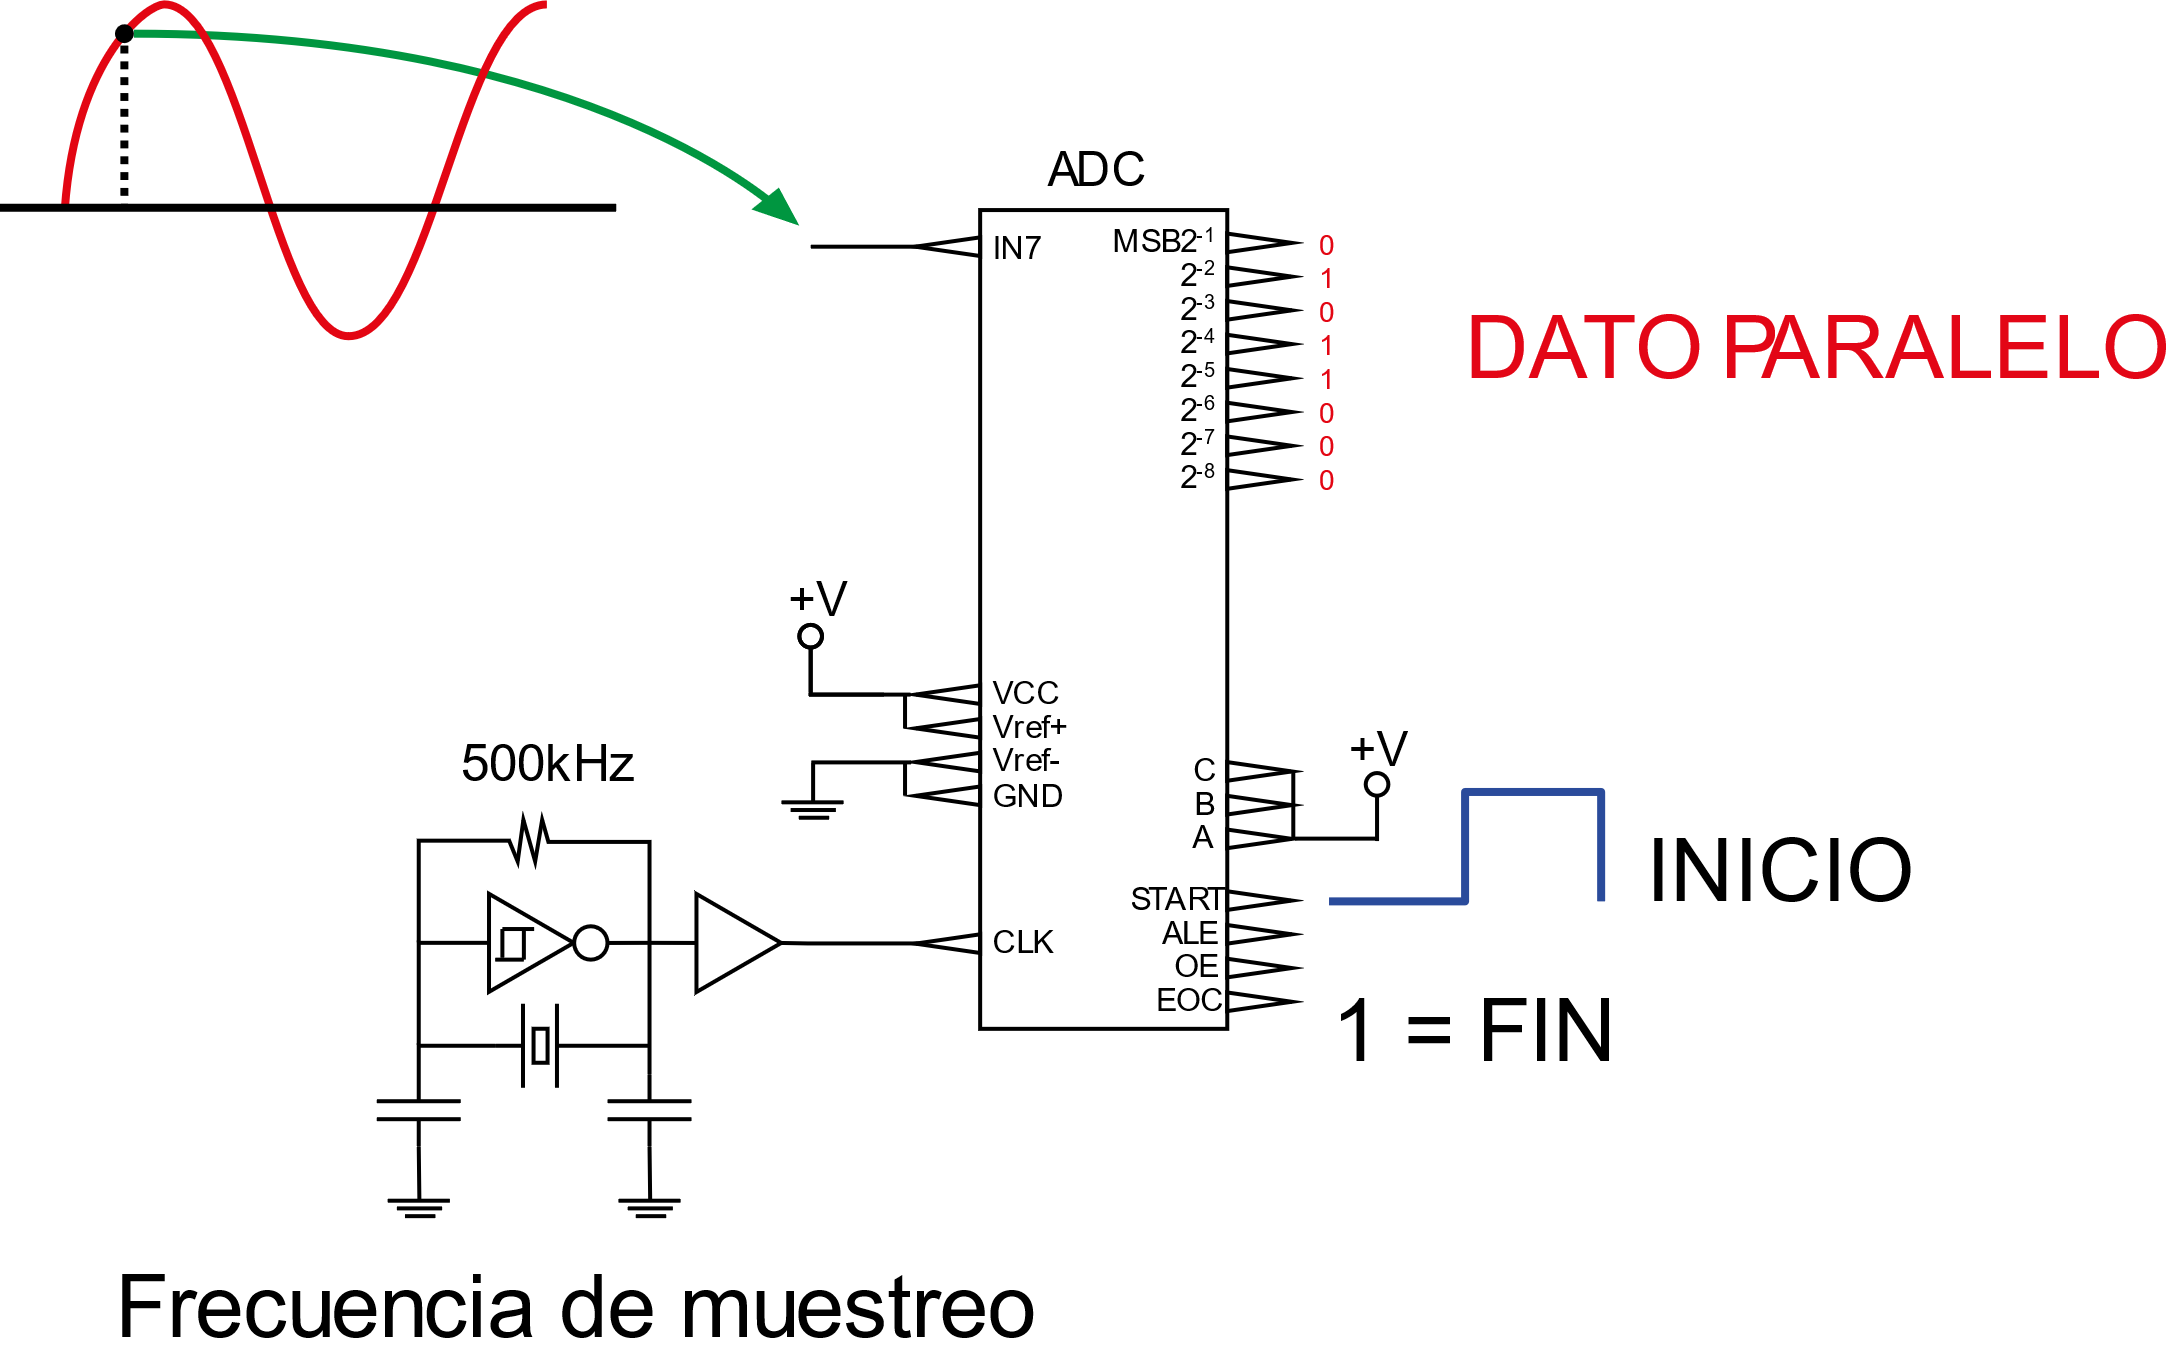 ADC
IN7
MSB2-1 0
2-2 1
2-3 0
2-4 1
2-5 1
2-6 0
2-7 0
2-8 0
DATO PARALELO
+V
VCC
Vref+
Vref-
GND
500kHz
CLK
+V
C
B
A
START
ALE
OE
EOC
INICIO
1 = FIN
Frecuencia de muestreo